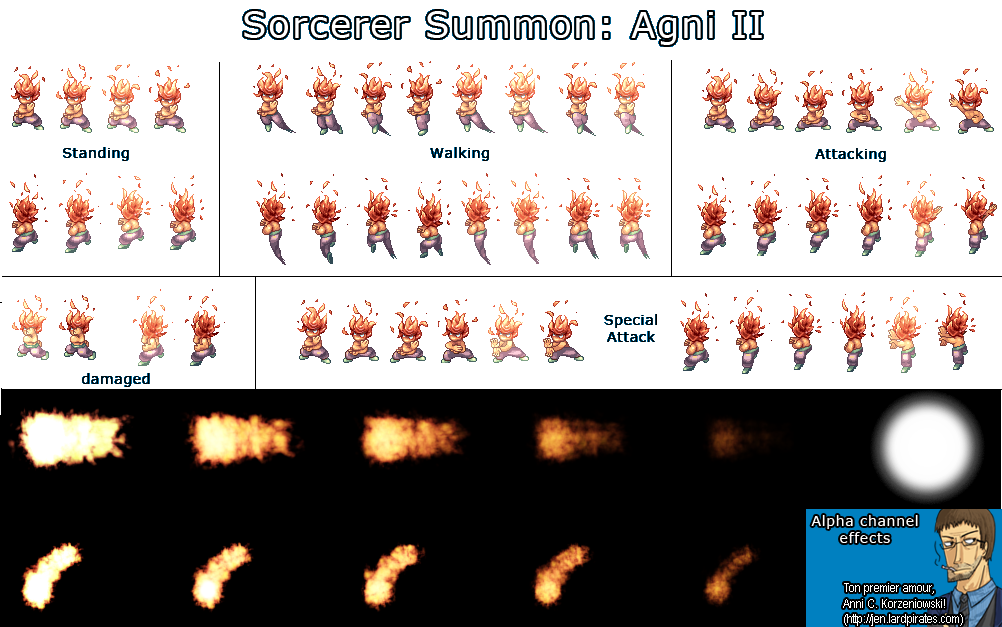 Sorcerer Summon: Agni II
Standing
Walking
Attacking
damaged
Special
Attack
Alpha channel
effects
Ton premier amour,
Anni C. Korzeniowski!
(http://jen.lardpirates.com)